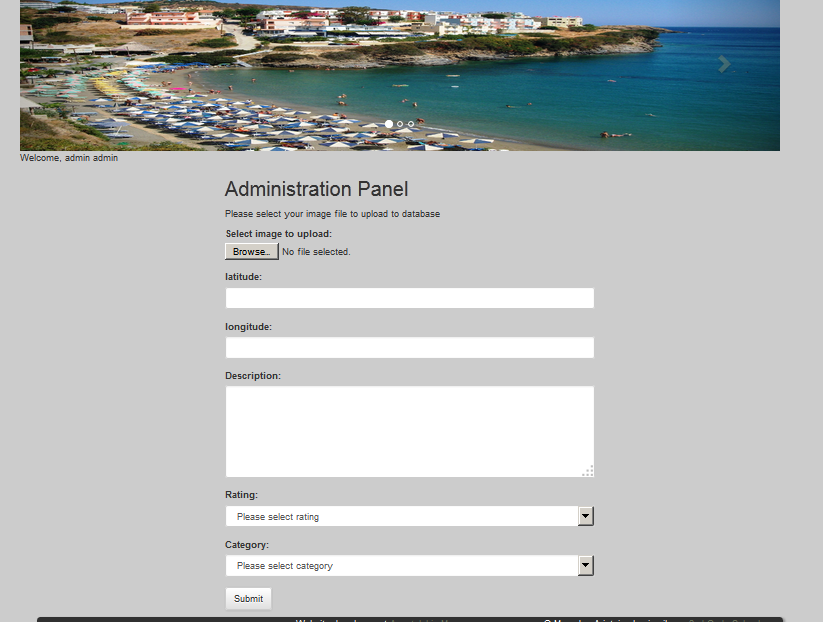 Welcome, admin admin
Administration Panel
Please select your image file to upload to database
Select image to upload:
Browse.. No file selected.
latitude:
longitude:
Description:
Rating:
Please select rating
Category:
Please select category
Submit